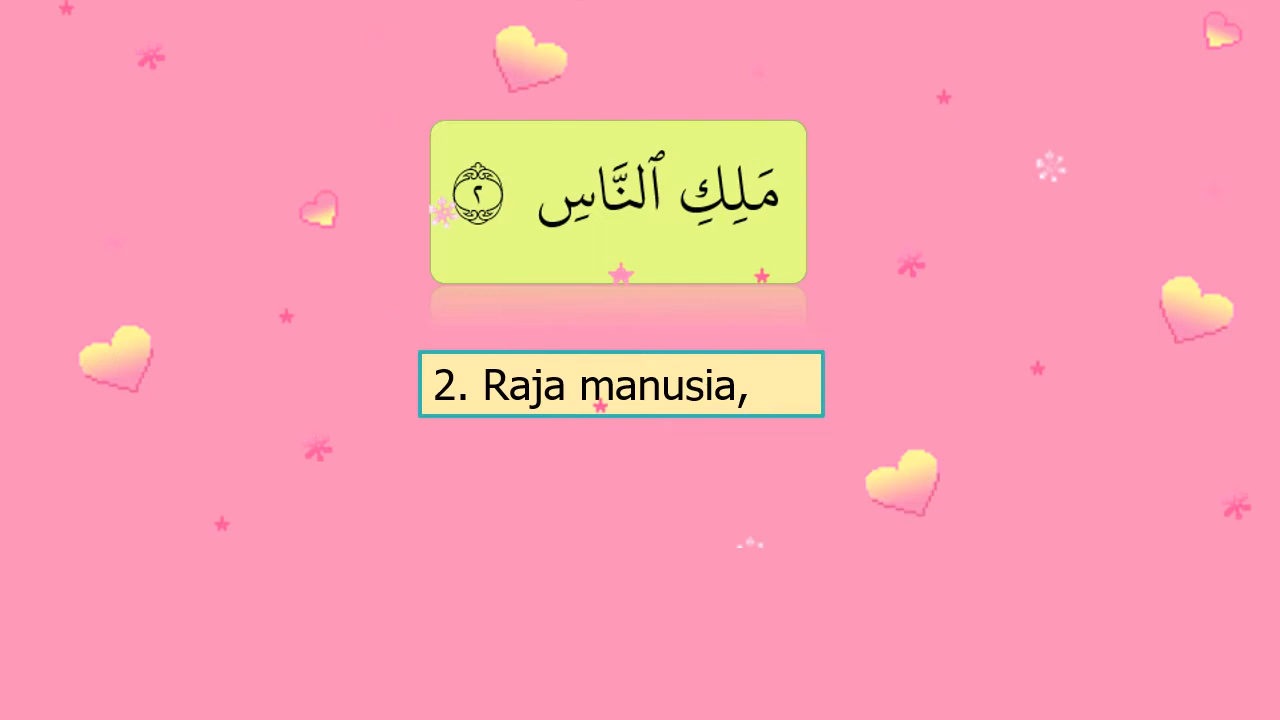 مَلِكِ ٱلنَّاسِ ٢
2. Raja manusia,